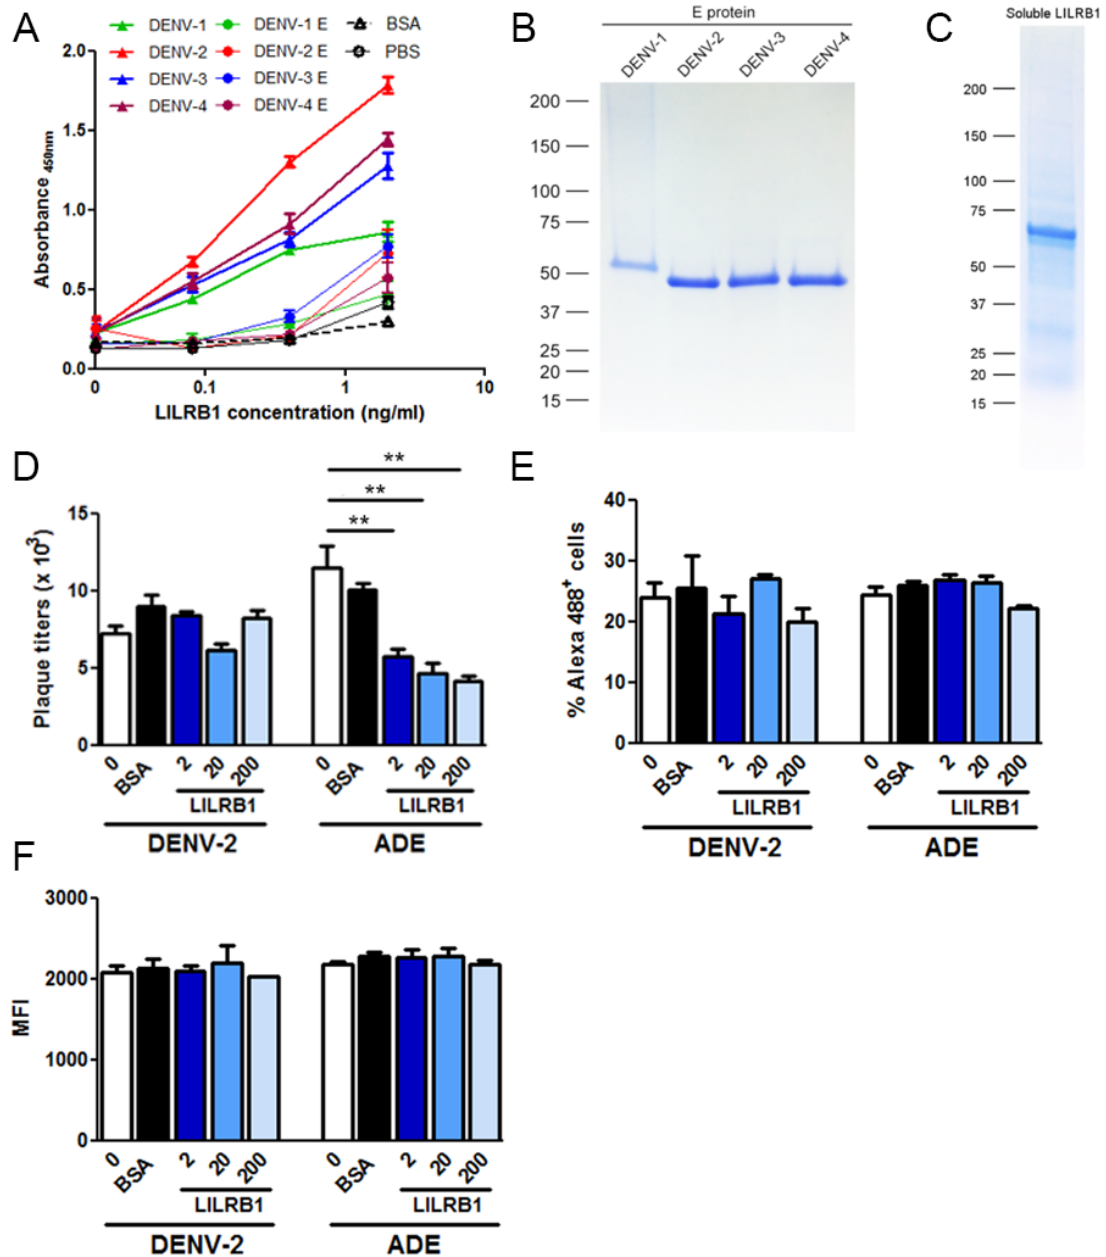 A
DENV-1
DENV-2
DENV-3
DENV-4
DENV-1 E
DENV-2 E
DENV-3 E
DENV-4 E
BSA
PBS
2.0
1.5
1.0
0.5
0.0
Absorbance 450nm
0
0.1
1
10
LILRB1 concentration (ng/ml)
B
E protein
DENV-1
DENV-2
DENV-3
DENV-4
200
150
100
75
50
37
25
20
15
C
Soluble LILRB1
200
150
100
75
50
37
25
20
15
D
** 
**
**
15
10
5
0
Plaque titers (x 10³)
0
BSA
2
20
200
LILRB1
DENV-2
0
BSA
2
20
200
LILRB1
ADE
E
40
30
20
10
0
% Alexa 488⁺ cells
0
BSA
2
20
200
LILRB1
DENV-2
0
BSA
2
20
200
LILRB1
ADE
F
3000
2000
1000
0
MFI
0
BSA
2
20
200
LILRB1
DENV-2
0
BSA
2
20
200
LILRB1
ADE